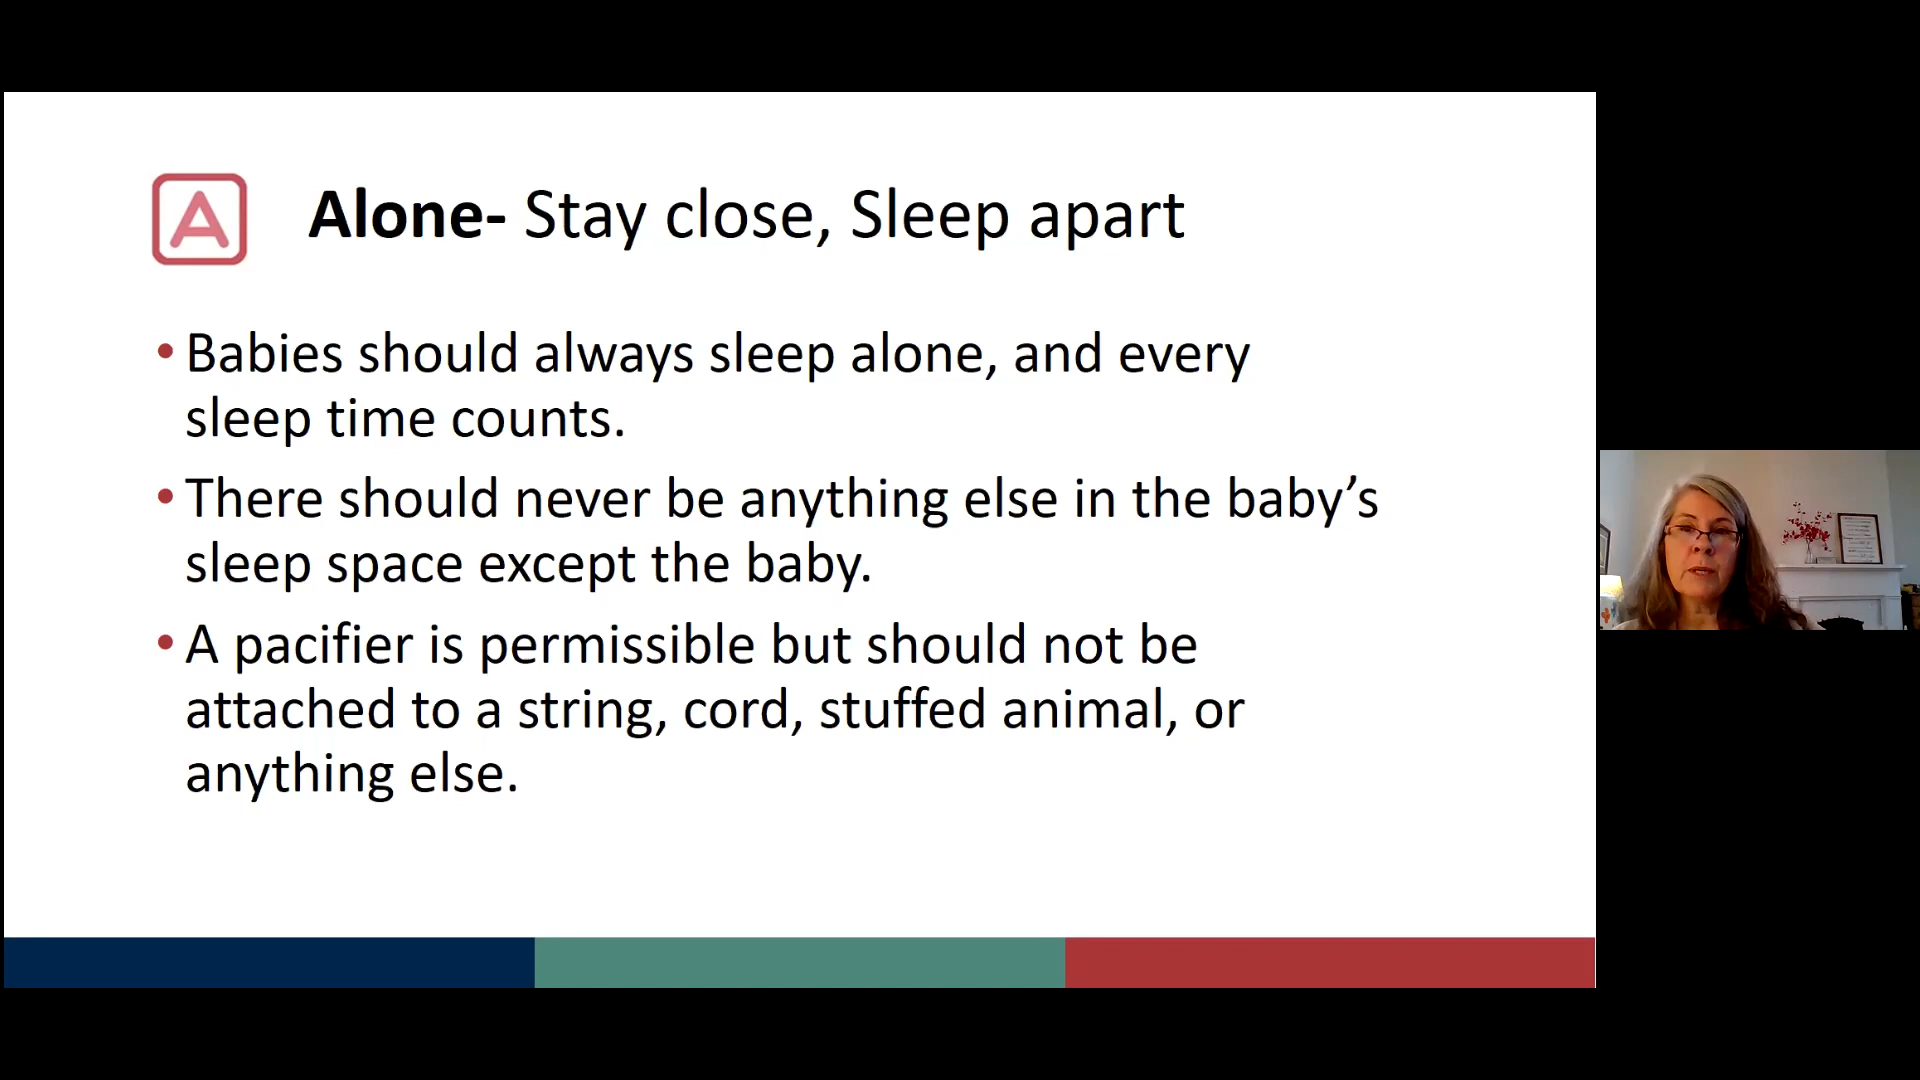 A
Alone- Stay close, Sleep apart
• Babies should always sleep alone, and every
sleep time counts.
• There should never be anything else in the baby’s
sleep space except the baby.
• A pacifier is permissible but should not be
attached to a string, cord, stuffed animal, or
anything else.